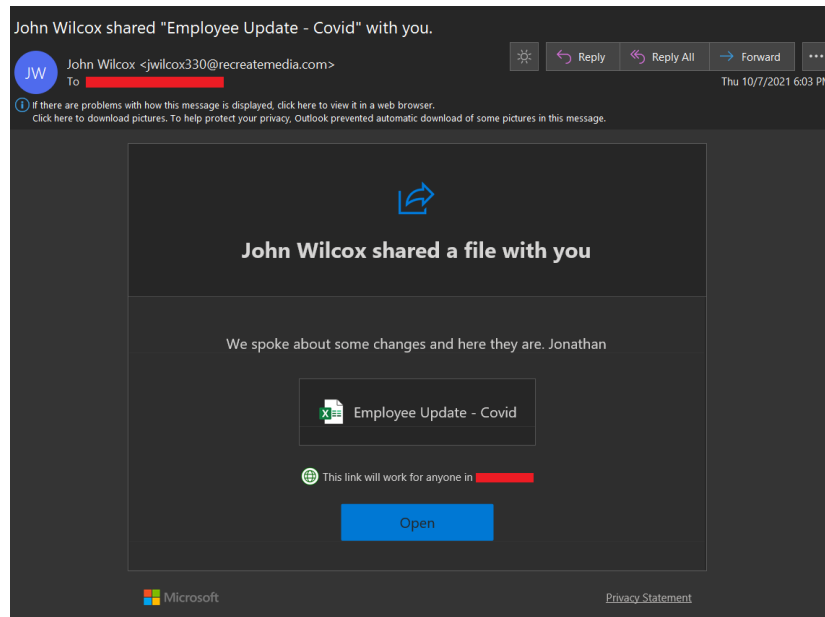 John Wilcox shared "Employee Update - Covid" with you.
JW
John Wilcox <jwilcox330@recreatemedia.com>
To
Reply
Reply All
Forward
Thu 10/7/2021 6:03 PM
If there are problems with how this message is displayed, click here to view it in a web browser.
Click here to download pictures. To help protect your privacy, Outlook prevented automatic download of some pictures in this message.
John Wilcox shared a file with you
We spoke about some changes and here they are. Jonathan
Employee Update - Covid
This link will work for anyone in
Open
Microsoft
Privacy Statement